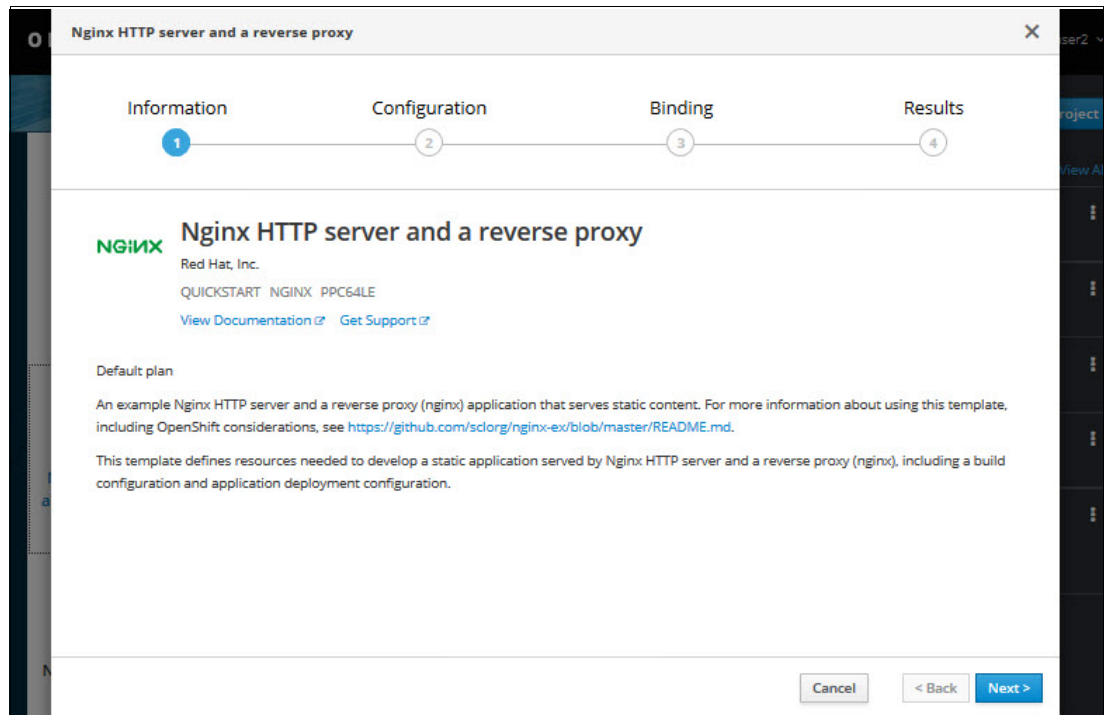 Nginx HTTP server and a reverse proxy
Information Configuration Binding Results
1 2 3 4
NGINX
Nginx HTTP server and a reverse proxy
Red Hat, Inc.
QUICKSTART NGINX PPC64LE
View Documentation Get Support
Default plan
An example Nginx HTTP server and a reverse proxy (nginx) application that serves static content. For more information about using this template,
including OpenShift considerations, see https://github.com/sclorg/nginx-ex/blob/master/README.md.
This template defines resources needed to develop a static application served by Nginx HTTP server and a reverse proxy (nginx), including a build
configuration and application deployment configuration.
Cancel < Back Next >